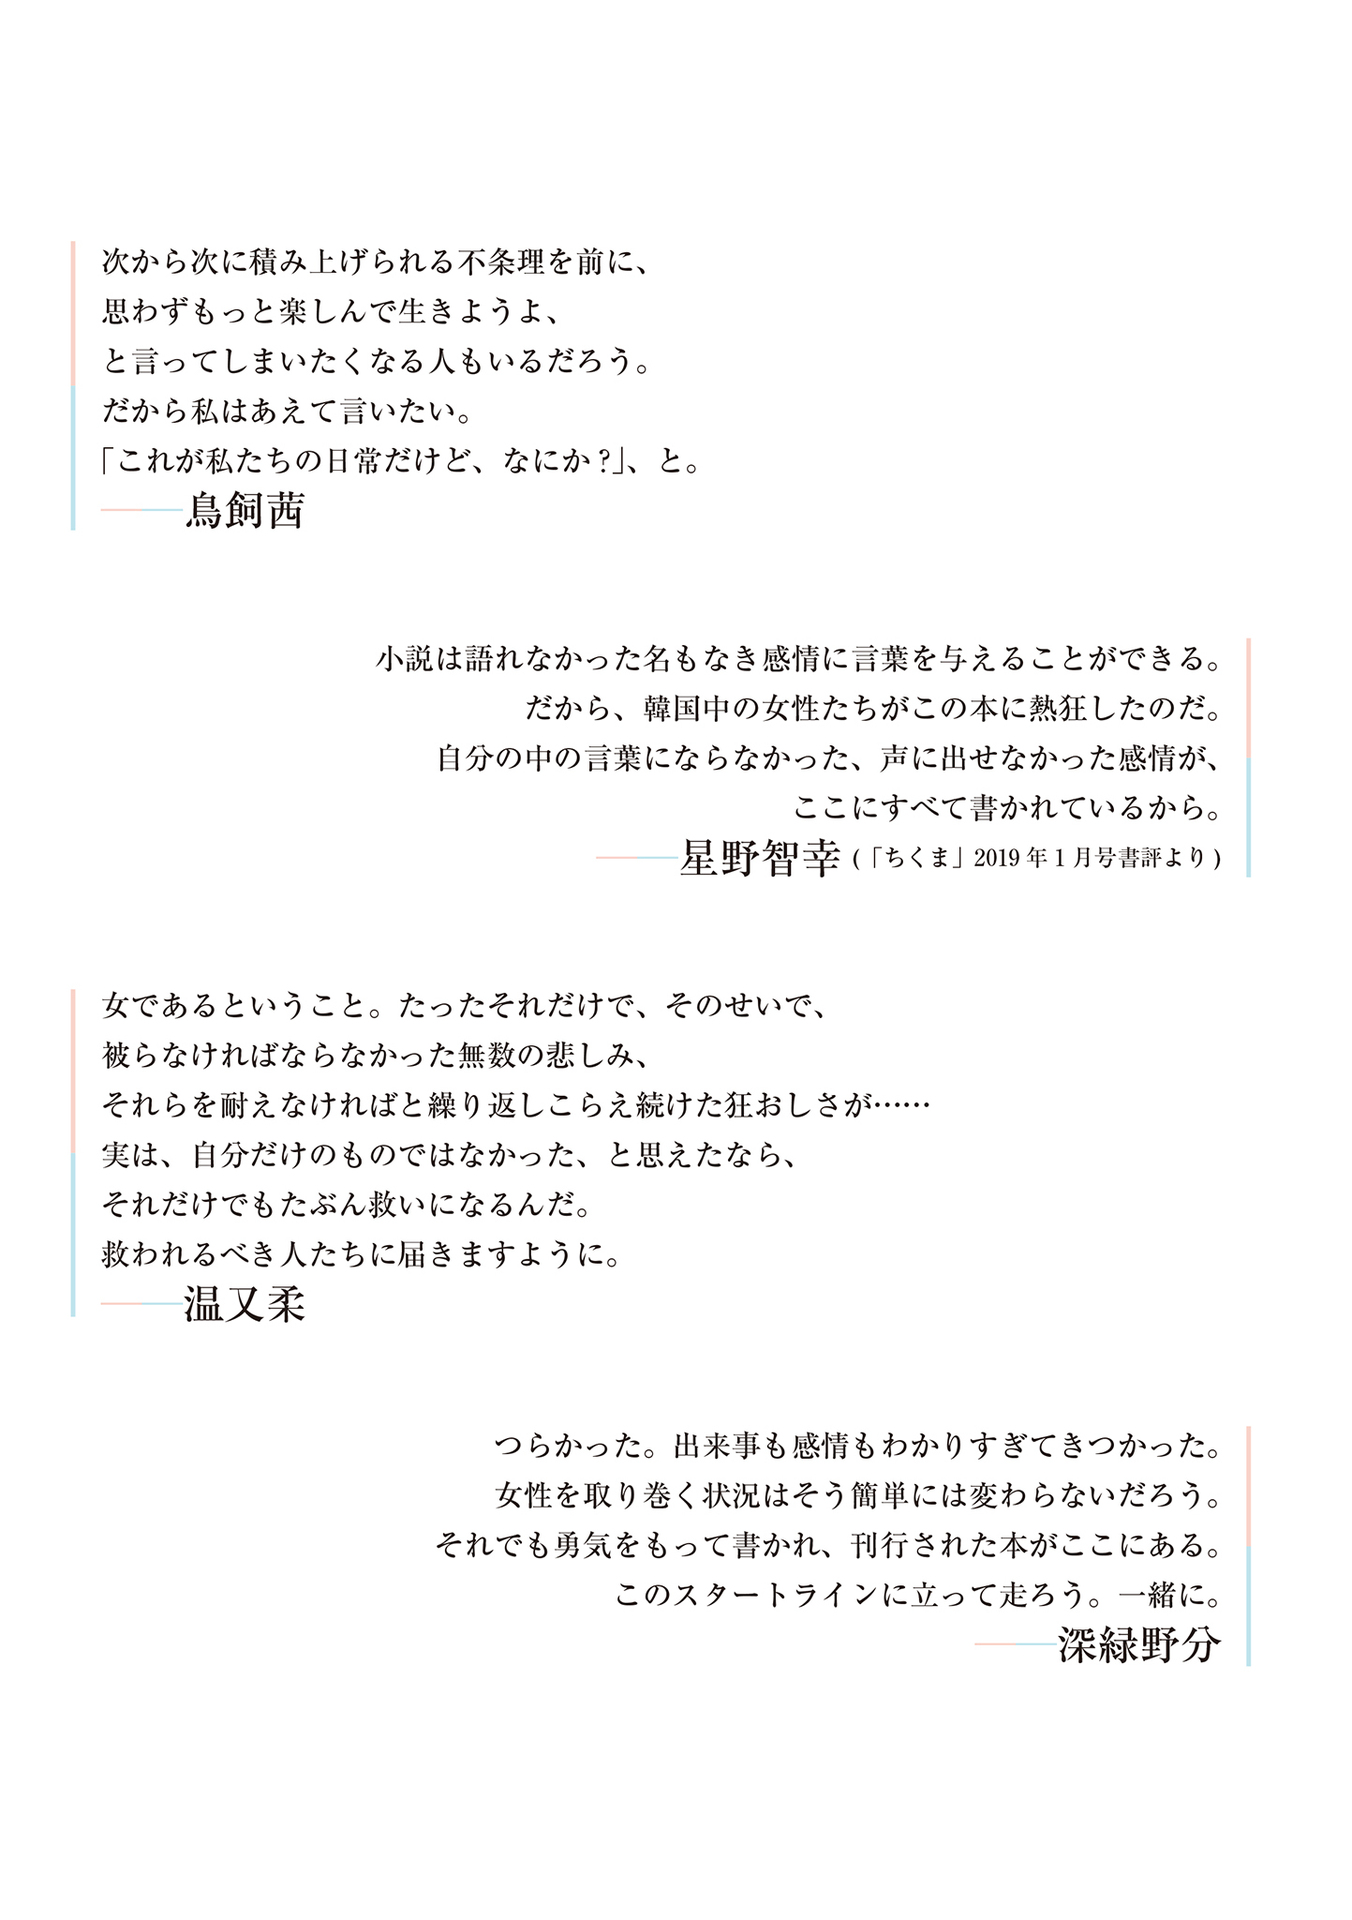 次から次に積み上げられる不条理を前に、
思わずもっと楽しんで生きようよ、
と言ってしまいたくなる人もいるだろう。
だから私はあえて言いたい。
「これが私たちの日常だけど、なにか?」、と。
——鳥飼茜
小説は語れなかった名もなき感情に言葉を与えることができる。
だから、韓国中の女性たちがこの本に熱狂したのだ。
自分の中の言葉にならなかった、声に出せなかった感情が、
ここにすべて書かれているから。
——星野智幸(「ちくま」2019年1月号書評より)
女であるということ。たったそれだけで、そのせいで、
被らなければならなかった無数の悲しみ、
それらを耐えなければと繰り返しこらえ続けた狂おしさが……
実は、自分だけのものではなかった、と思えたなら、
それだけでもたぶん救いになるんだ。
救われるべき人たちに届きますように。
——温又柔
つらかった。出来事も感情もわかりすぎてきつかった。
女性を取り巻く状況はそう簡単には変わらないだろう。
それでも勇気をもって書かれ、刊行された本がここにある。
このスタートラインに立って走ろう。一緒に。
——深緑野分